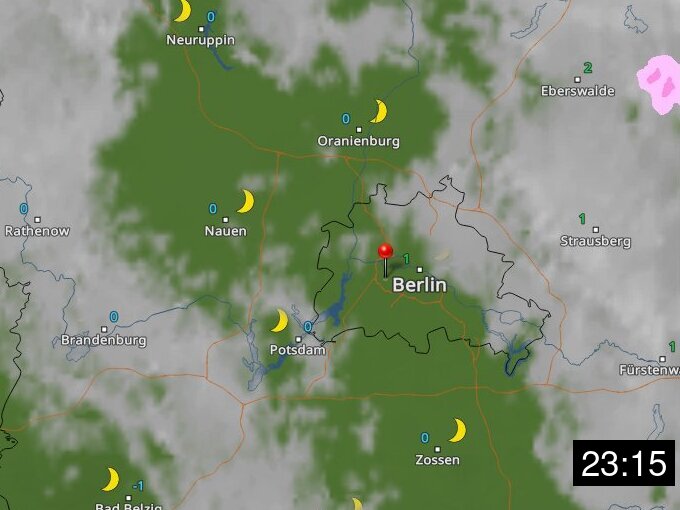 0
Neuruppin
2
Eberswalde
0
Oranienburg
0
Nauen
0
Rathenow
1
Strausberg
1
Berlin
0
Brandenburg
0
Potsdam
1
Fürstenwa
0
Zossen
-1
Bad Belzig
23:15